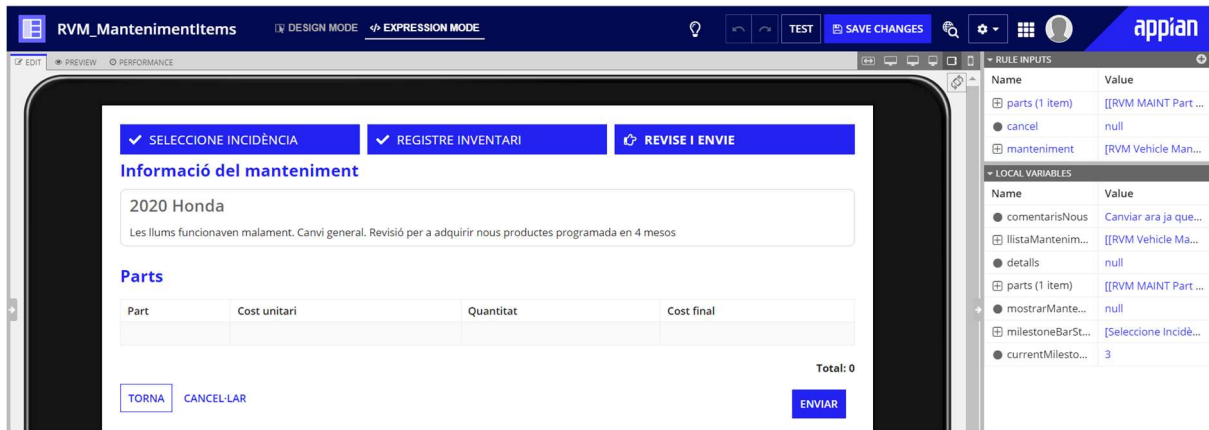 RVM_MantenimentItems
DESIGN MODE
</> EXPRESSION MODE
TEST
SAVE CHANGES
appian
EDIT
PREVIEW
PERFORMANCE
SELECCIONE INCIDÈNCIA
REGISTRE INVENTARI
REVISE I ENVIE
Informació del manteniment
2020 Honda
Les llums funcionaven malament. Canvi general. Revisió per a adquirir nous productes programada en 4 mesos
Parts
Part Cost unitari Quantitat Cost final
Total: 0
TORNA
CANCEL·LAR
ENVIAR
RULE INPUTS
Name Value
parts (1 item) [[RVM MAINT Part ...
cancel null
manteniment [RVM Vehicle Man...
LOCAL VARIABLES
Name Value
comentarisNous Canviar ara ja que...
llistaMantenim... [[RVM Vehicle Ma...
detalls null
parts (1 item) [[RVM MAINT Part ...
mostrarMante... null
milestoneBarSt... [Seleccione Incidè...
currentMilesto... 3